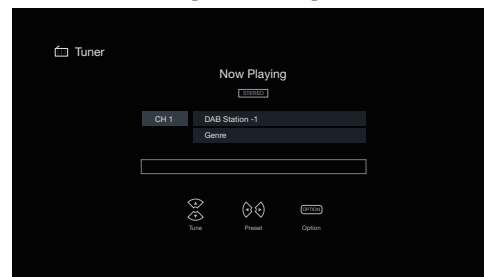 Tuner
Now Playing
STEREO
CH 1
DAB Station -1
Genre
OPTION
Tune
Preset
Option